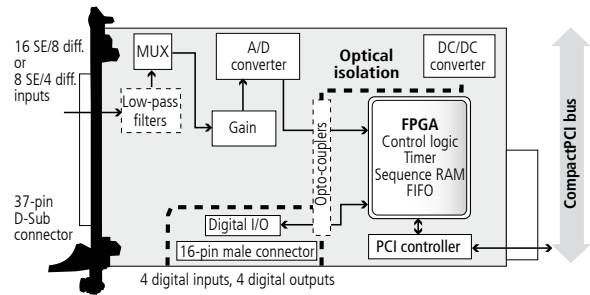 16 SE/8 diff.
or
8 SE/4 diff.
inputs
MUX
A/D
converter
Optical
isolation
DC/DC
converter
Low-pass
filters
Gain
Opto-couplers
FPGA
Control logic
Timer
Sequence RAM
FIFO
CompactPCI bus
37-pin
D-Sub
connector
Digital I/O
16-pin male connector
PCI controller
4 digital inputs, 4 digital outputs